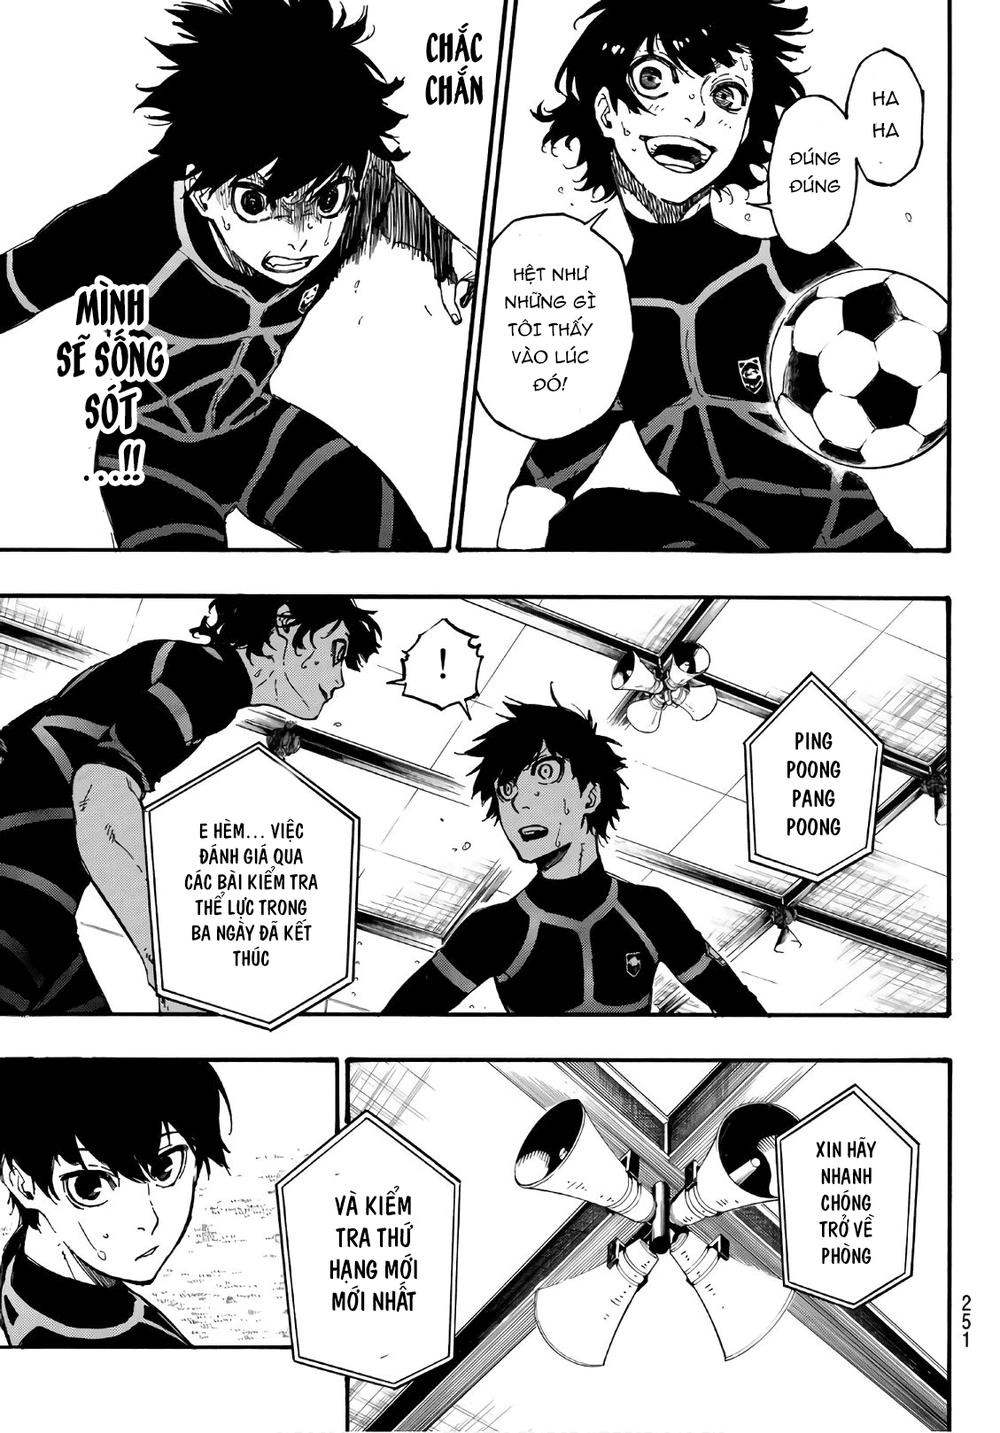 HA
HA
ĐÚNG
ĐÚNG
HỆT NHƯ
NHỮNG GÌ
TÔI THẤY
VÀO LÚC
ĐÓ!
CHẮC
CHẮN
MÌNH
SẼ SỐNG
SÓT
...!!
PING
POONG
PANG
POONG
!
E HÈM... VIỆC
ĐÁNH GIÁ QUA
CÁC BÀI KIỂM TRA
THỂ LỰC TRONG
BA NGÀY ĐÃ KẾT
THÚC
XIN HÃY
NHANH
CHÓNG
TRỞ VỀ
PHÒNG
VÀ KIỂM
TRA THỨ
HẠNG MỚI
MỚI NHẤT
251